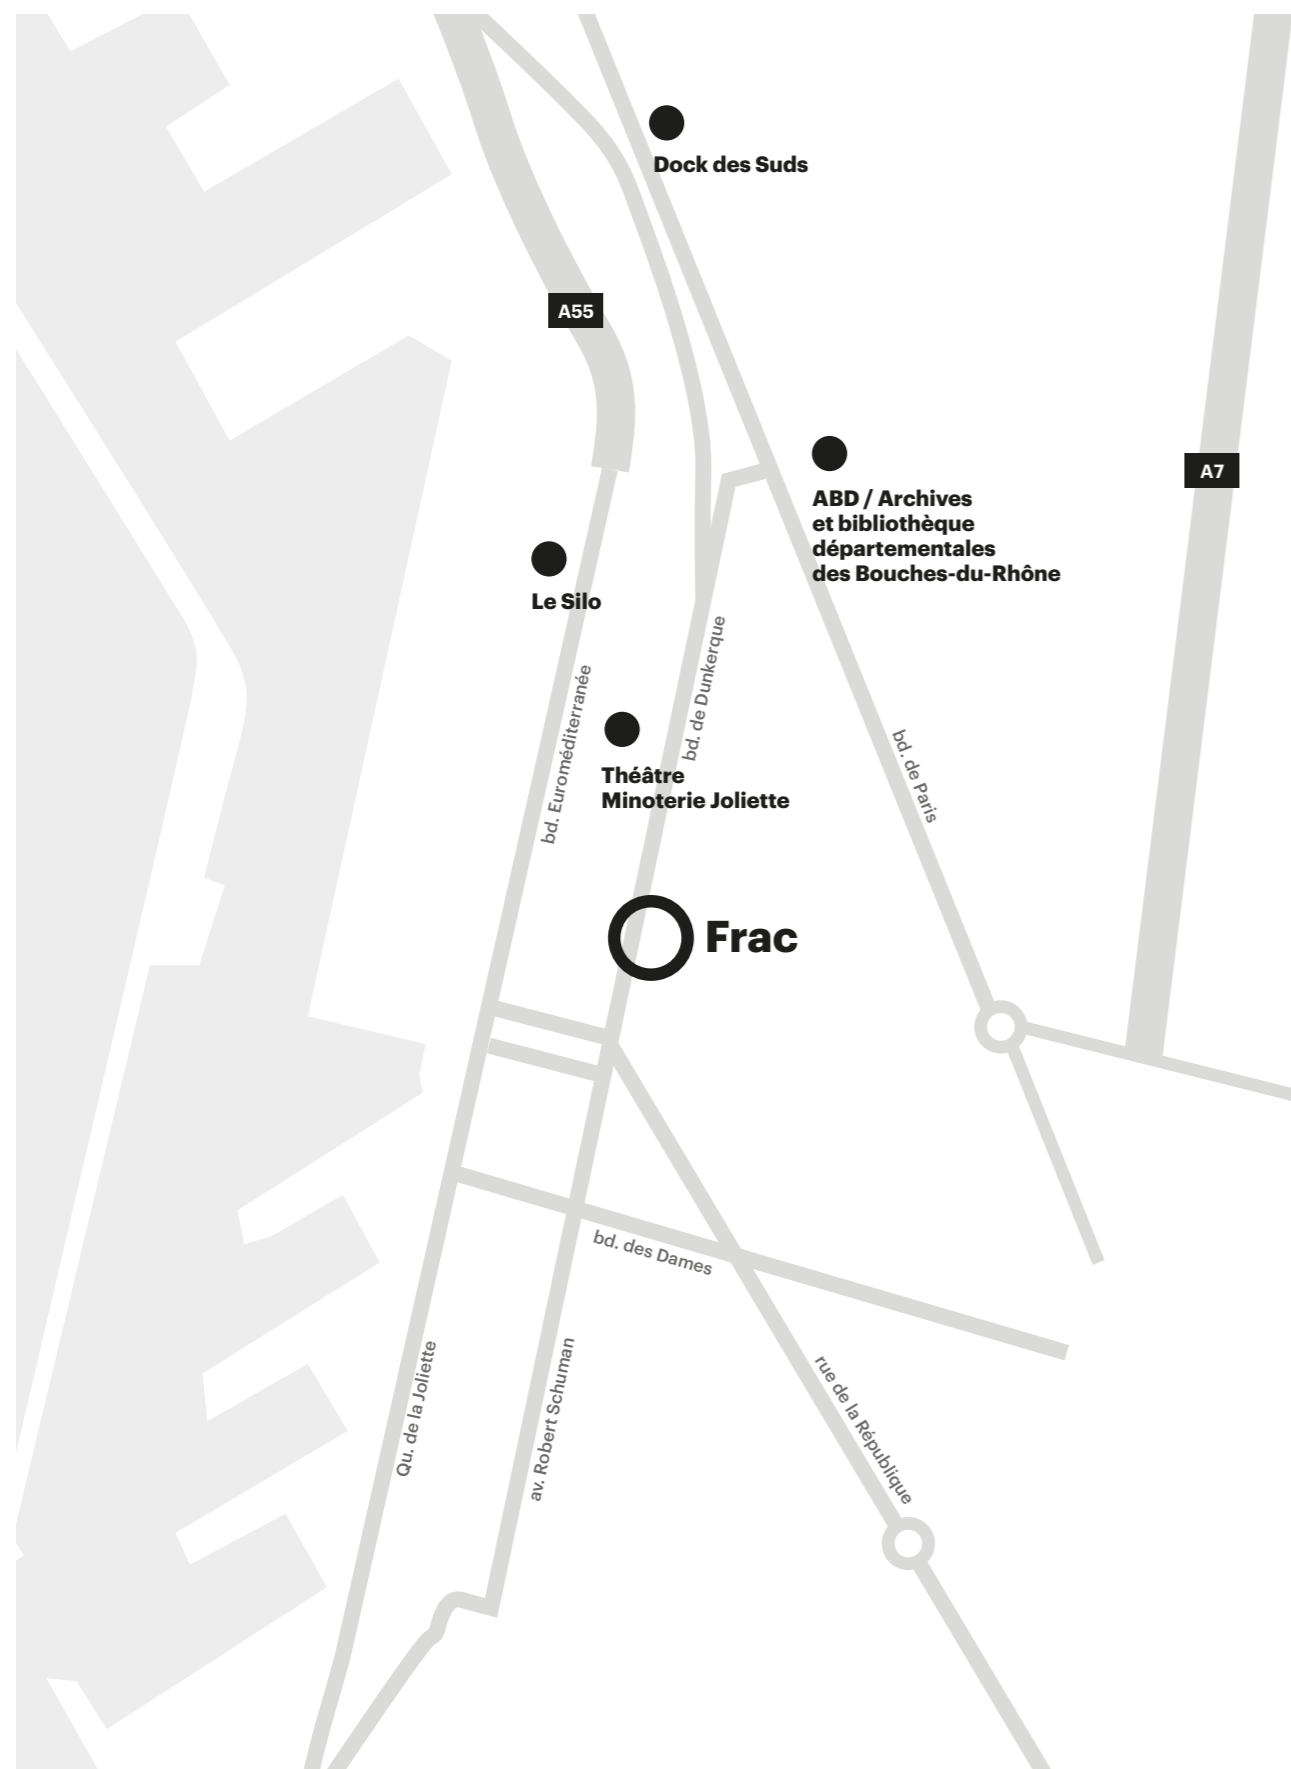 Dock des Suds
A55
ABD / Archives
et bibliothèque
départementales
des Bouches-du-Rhône
A7
Le Silo
bd. Euroméditerranée
bd. de Dunkerque
Théâtre
Minoterie Joliette
bd. de Paris
Frac
bd. des Dames
Qu. de la Joliette
av. Robert Schuman
rue de la République